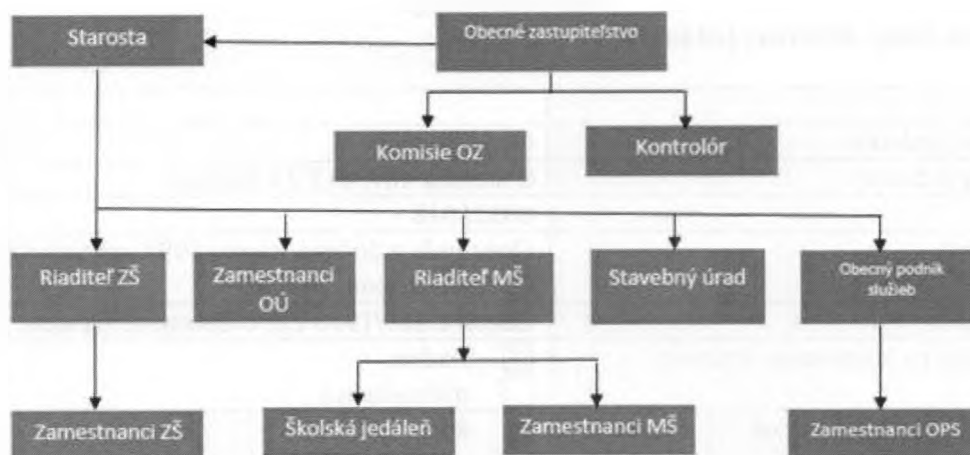 Starosta
Obecné zastupiteľstvo
Komisie OZ
Kontrolór
Riaditeľ ZŠ
Zamestnanci
OÚ
Riaditeľ MŠ
Stavebný úrad
Obecný podnik
služieb
Zamestnanci ZŠ
Školská jedáleň
Zamestnanci MŠ
Zamestnanci OPS